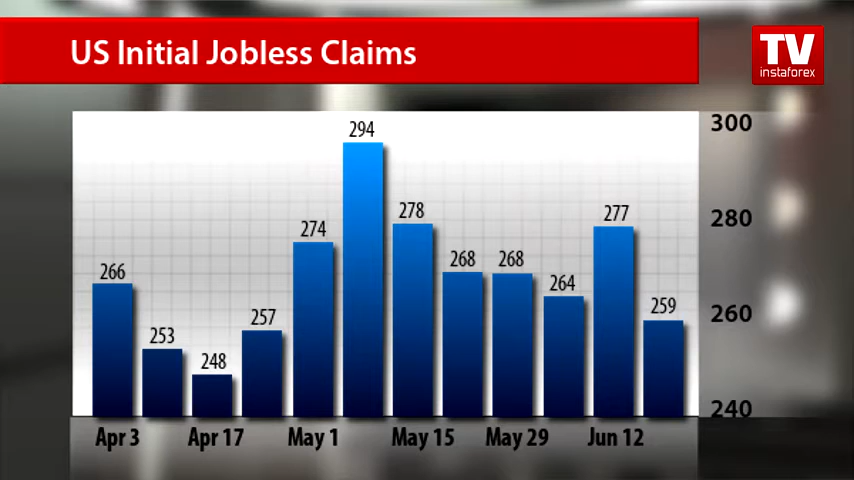 US Initial Jobless Claims
TV
instaforex
300
280
260
240
266
253
248
257
274
294
278
268
268
264
277
259
Apr 3
Apr 17
May 1
May 15
May 29
Jun 12